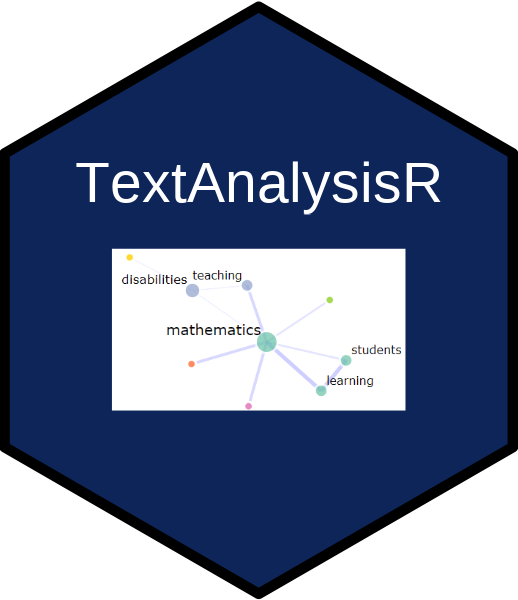 TextAnalysisR
teaching
disabilities
mathematics
students
learning